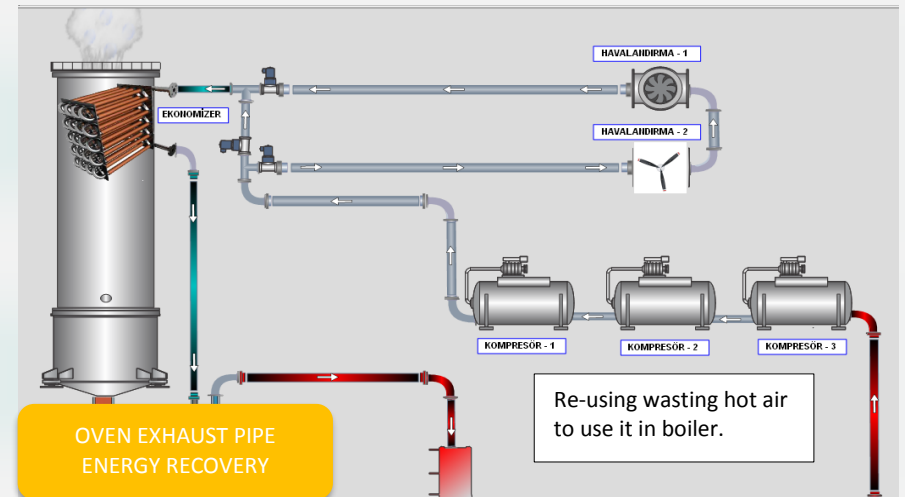 HAVALANDIRMA - 1
EKONOMİZER
HAVALANDIRMA - 2
KOMPRESÖR - 1
KOMPRESÖR - 2
KOMPRESÖR - 3
Re-using wasting hot air
to use it in boiler.
OVEN EXHAUST PIPE
ENERGY RECOVERY